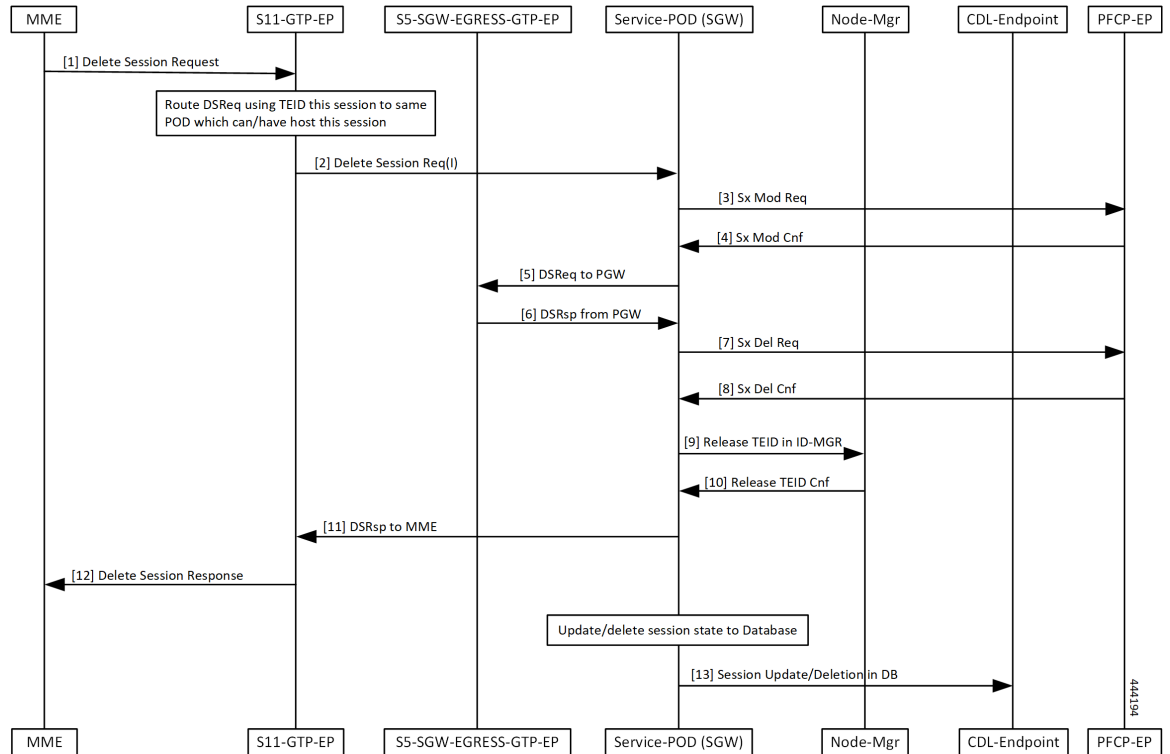 MME
S11-GTP-EP
S5-SGW-EGRESS-GTP-EP
Service-POD (SGW)
Node-Mgr
CDL-Endpoint
PFCP-EP
[1] Delete Session Request
Route DSReq using TEID this session to same
POD which can/have host this session
[2] Delete Session Req(I)
[3] Sx Mod Req
[4] Sx Mod Cnf
[5] DSReq to PGW
[6] DSRsp from PGW
[7] Sx Del Req
[8] Sx Del Cnf
[9] Release TEID in ID-MGR
[10] Release TEID Cnf
[11] DSRsp to MME
[12] Delete Session Response
Update/delete session state to Database
[13] Session Update/Deletion in DB
444194
MME
S11-GTP-EP
S5-SGW-EGRESS-GTP-EP
Service-POD (SGW)
Node-Mgr
CDL-Endpoint
PFCP-EP